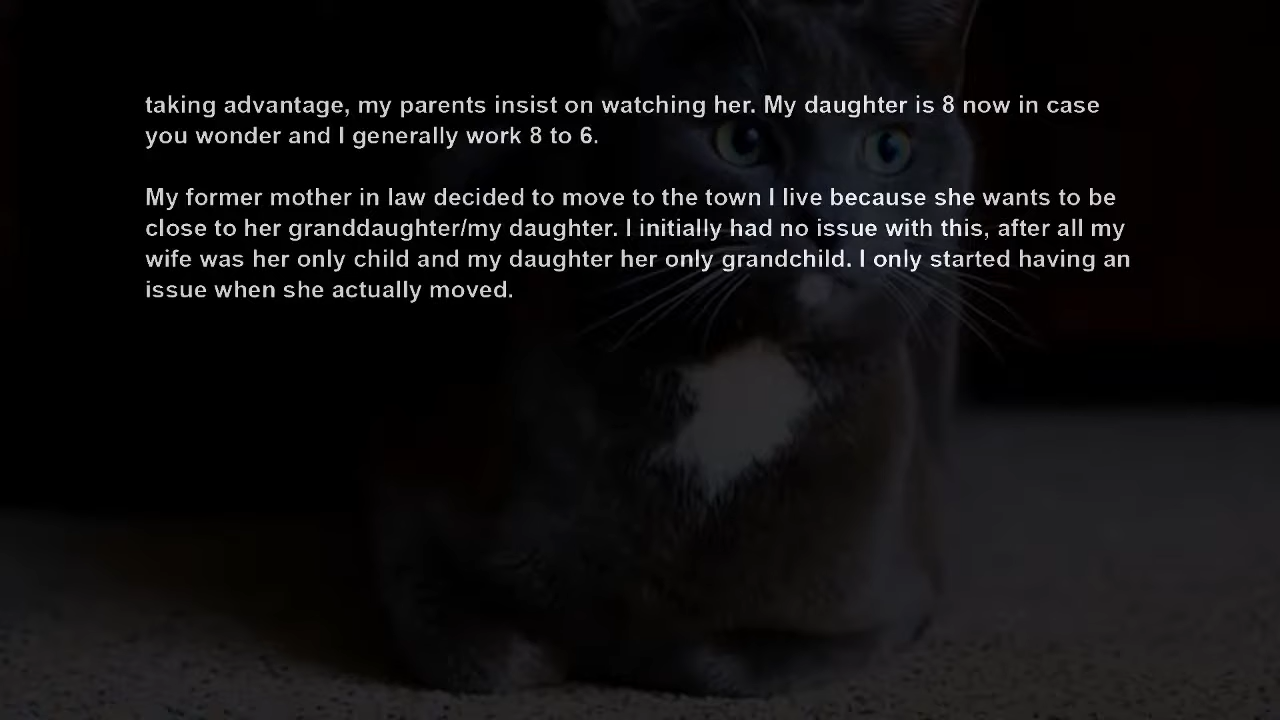 taking advantage, my parents insist on watching her. My daughter is 8 now in case
you wonder and I generally work 8 to 6.
My former mother in law decided to move to the town I live because she wants to be
close to her granddaughter/my daughter. I initially had no issue with this, after all my
wife was her only child and my daughter her only grandchild. I only started having an
issue when she actually moved.